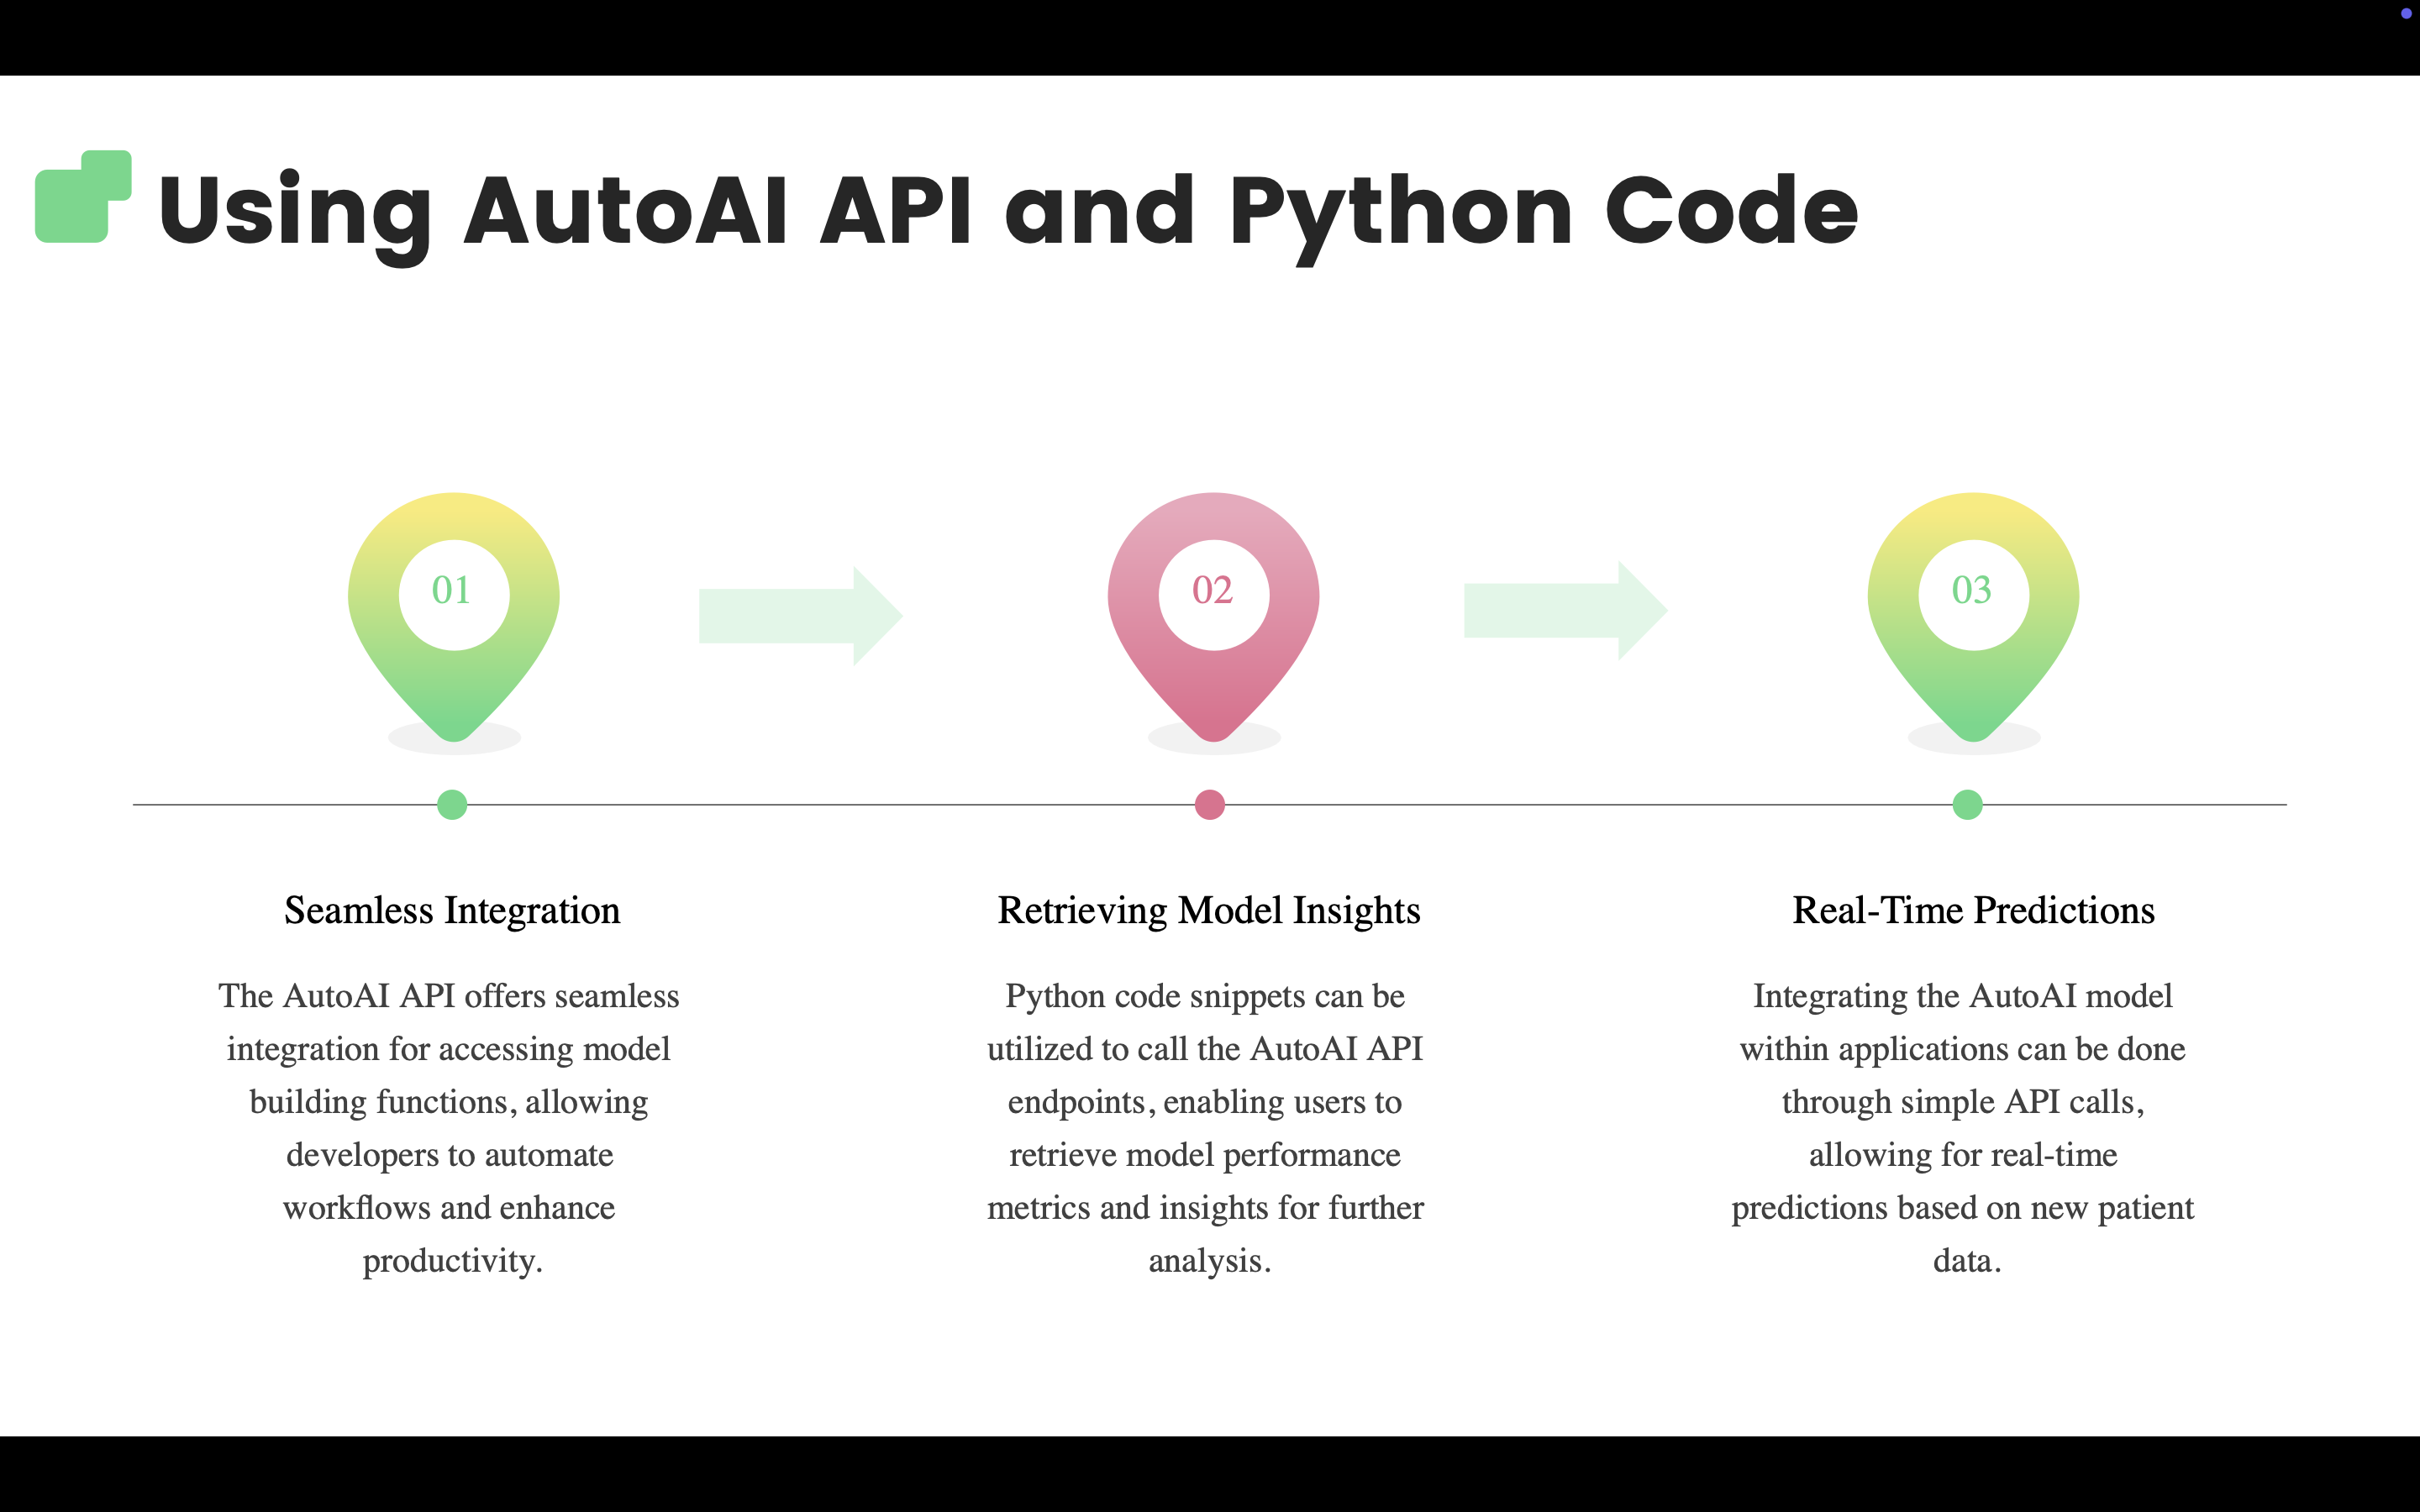 Using AutoAI API and Python Code
01
02
03
Seamless Integration
The AutoAI API offers seamless
integration for accessing model
building functions, allowing
developers to automate
workflows and enhance
productivity.
Retrieving Model Insights
Python code snippets can be
utilized to call the AutoAI API
endpoints, enabling users to
retrieve model performance
metrics and insights for further
analysis.
Real-Time Predictions
Integrating the AutoAI model
within applications can be done
through simple API calls,
allowing for real-time
predictions based on new patient
data.